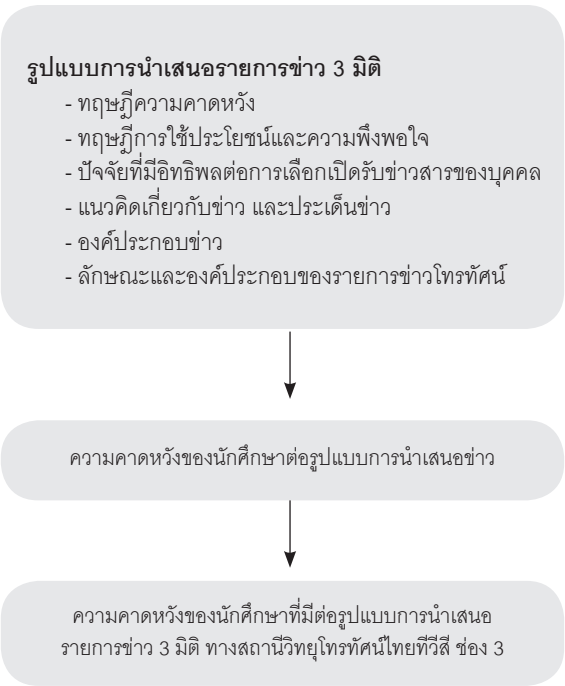 รูปแบบการนำเสนอรายการข่าว 3 มิติ
- ทฤษฎีความคาดหวัง
- ทฤษฎีการใช้ประโยชน์และความพึงพอใจ
- ปัจจัยที่มีอิทธิพลต่อการเลือกเปิดรับข่าวสารของบุคคล
- แนวคิดเกี่ยวกับข่าว และประเด็นข่าว
- องค์ประกอบข่าว
- ลักษณะและองค์ประกอบของรายการข่าวโทรทัศน์
ความคาดหวังของนักศึกษาต่อรูปแบบการนำเสนอข่าว
ความคาดหวังของนักศึกษาที่มีต่อรูปแบบการนำเสนอ
รายการข่าว 3 มิติ ทางสถานีวิทยุโทรทัศน์ไทยทีวีสี ช่อง 3